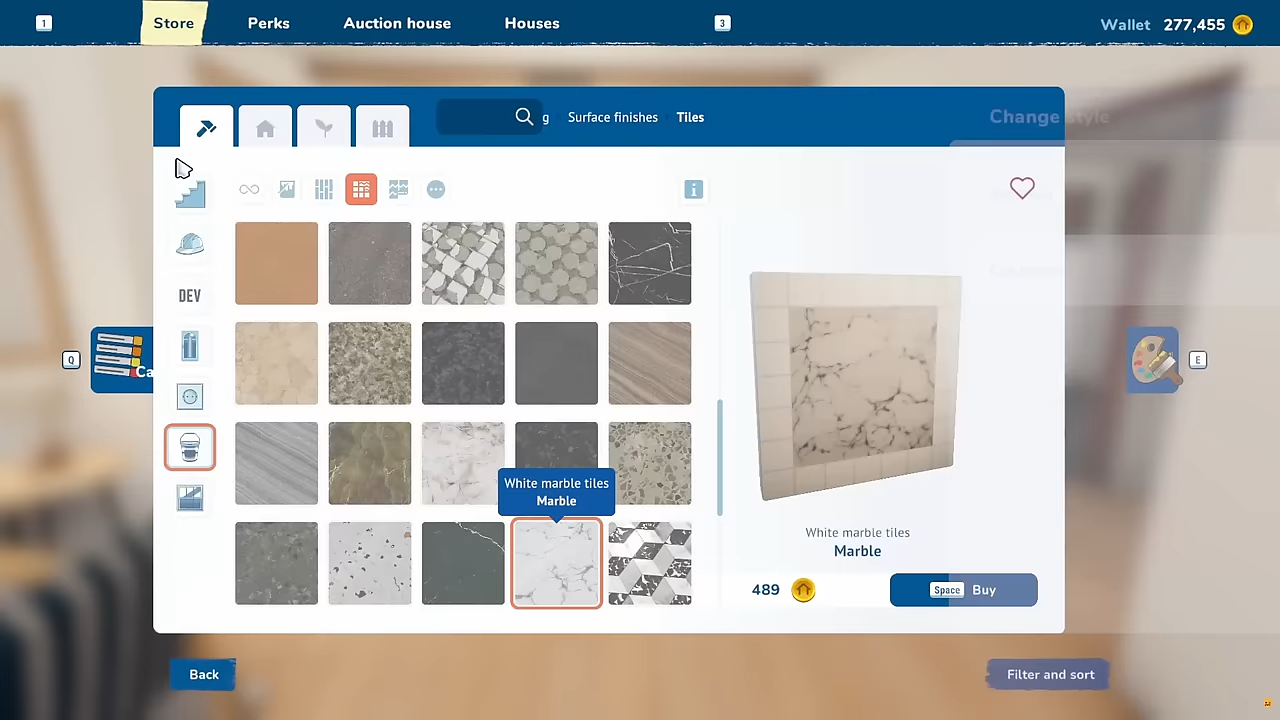 1
Store
Perks
Auction house
Houses
3
Wallet 277,455
g
Surface finishes
Tiles
Change style
DEV
i
Q
Ca
E
White marble tiles
Marble
White marble tiles
Marble
489
Space
Buy
Back
Filter and sort